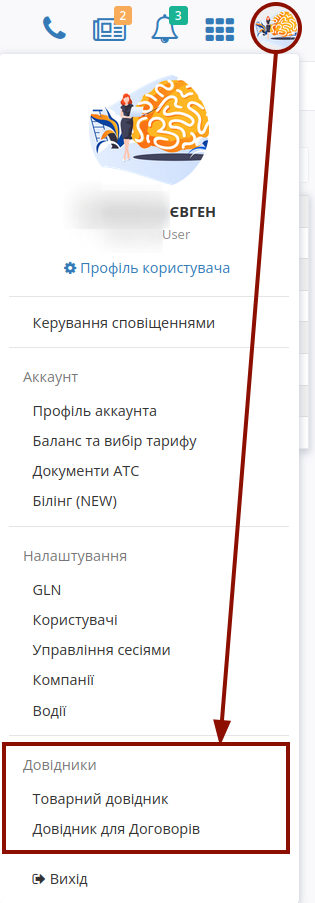 2
3
ЄВГЕН
User
Профіль користувача
Керування сповіщеннями
Аккаунт
Профіль аккаунта
Баланс та вибір тарифу
Документи АТС
Білінг (NEW)
Налаштування
GLN
Користувачі
Управління сесіями
Компанії
Водії
Довідники
Товарний довідник
Довідник для Договорів
Вихід